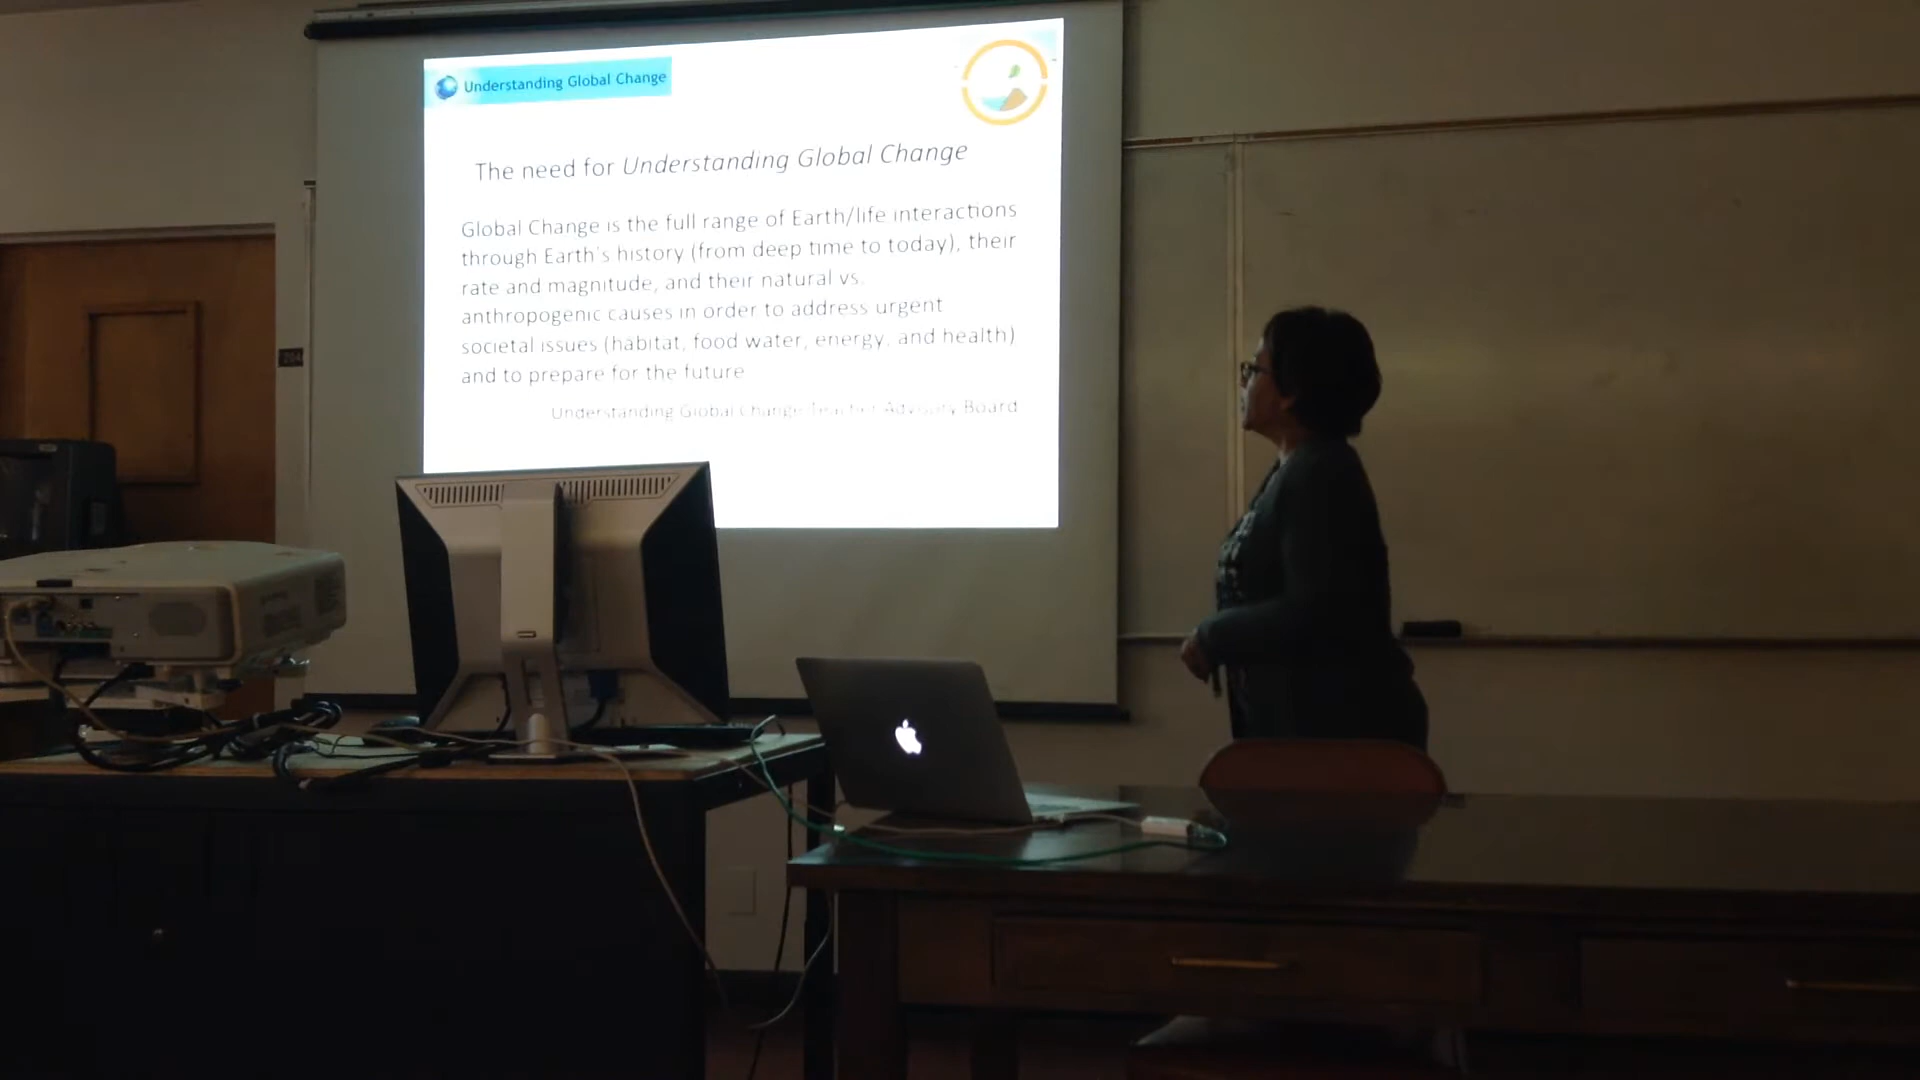 Understanding Global Change
The need for Understanding Global Change
Global Change is the full range of Earth/life interactions
through Earth's history (from deep time to today), their
rate and magnitude, and their natural vs.
anthropogenic causes in order to address urgent
societal issues (habitat, food water, energy, and health)
and to prepare for the future
Understanding Global Change Teacher Advisory Board